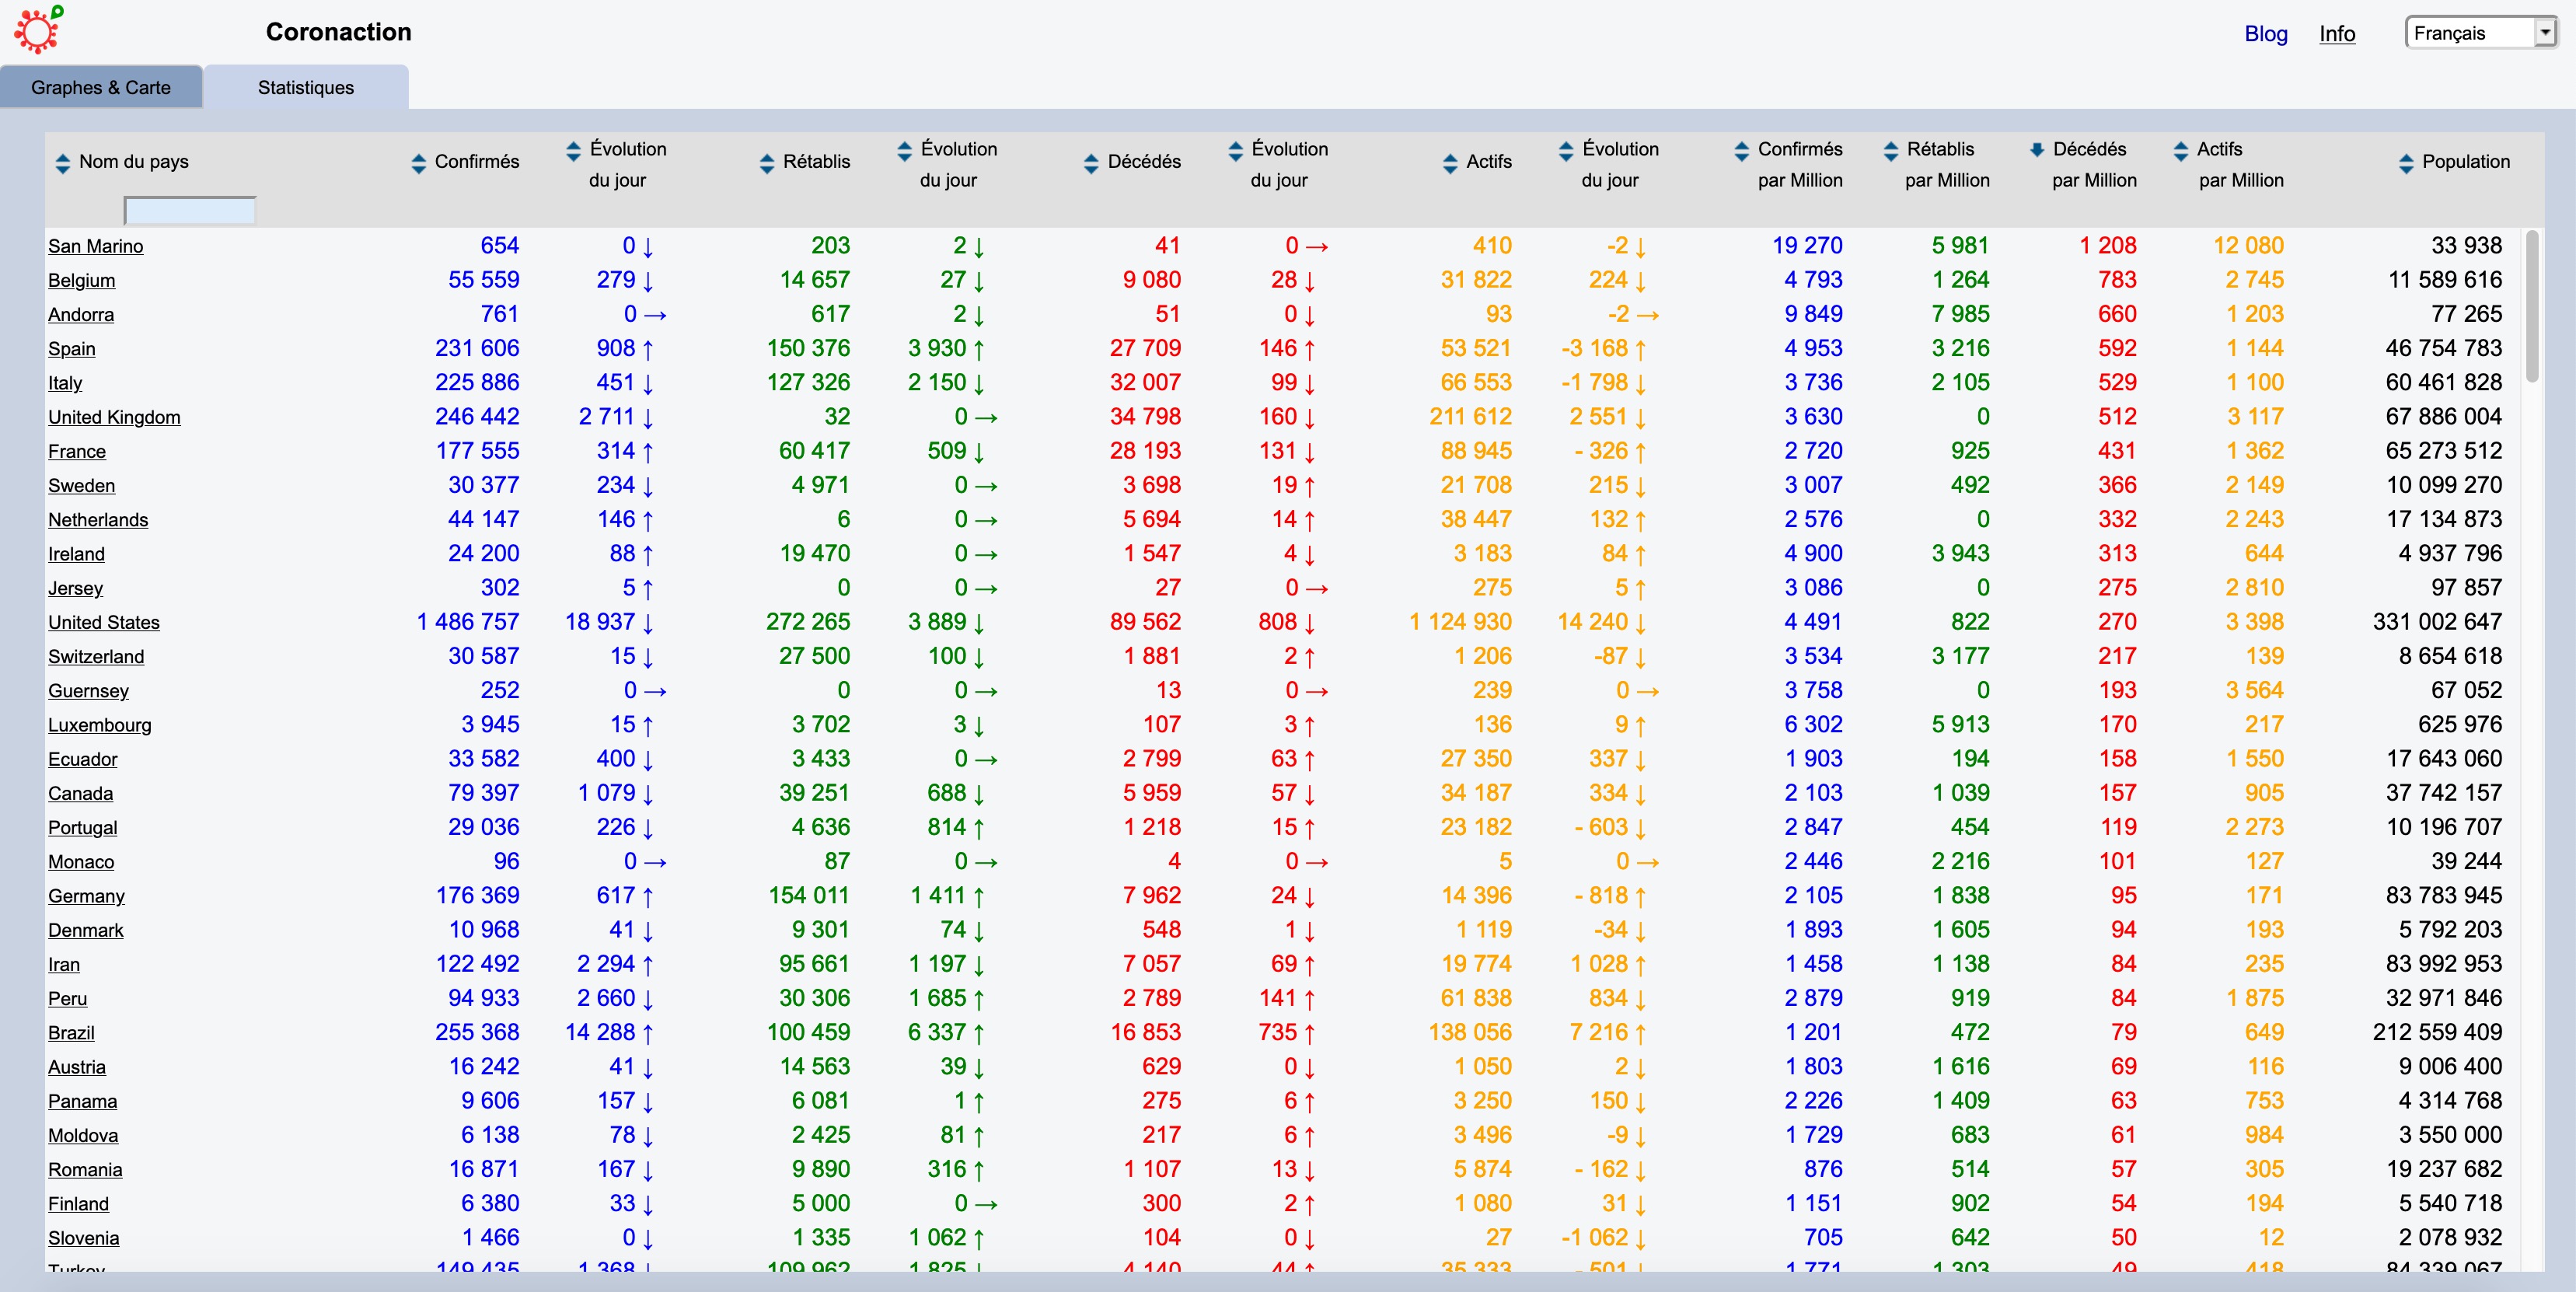 Coronaction
Blog Info Français
Graphes & Carte Statistiques
Nom du pays Confirmés Évolution du jour Rétablis Évolution du jour Décédés Évolution du jour Actifs Évolution du jour Confirmés par Million Rétablis par Million Décédés par Million Actifs par Million Population
San Marino 654 0 ↓ 203 2 ↓ 41 0 → 410 -2 ↓ 19 270 5 981 1 208 12 080 33 938
Belgium 55 559 279 ↓ 14 657 27 ↓ 9 080 28 ↓ 31 822 224 ↓ 4 793 1 264 783 2 745 11 589 616
Andorra 761 0 → 617 2 ↓ 51 0 ↓ 93 -2 → 9 849 7 985 660 1 203 77 265
Spain 231 606 908 ↑ 150 376 3 930 ↑ 27 709 146 ↑ 53 521 -3 168 ↑ 4 953 3 216 592 1 144 46 754 783
Italy 225 886 451 ↓ 127 326 2 150 ↓ 32 007 99 ↓ 66 553 -1 798 ↓ 3 736 2 105 529 1 100 60 461 828
United Kingdom 246 442 2 711 ↓ 32 0 → 34 798 160 ↓ 211 612 2 551 ↓ 3 630 0 512 3 117 67 886 004
France 177 555 314 ↑ 60 417 509 ↓ 28 193 131 ↓ 88 945 - 326 ↑ 2 720 925 431 1 362 65 273 512
Sweden 30 377 234 ↓ 4 971 0 → 3 698 19 ↑ 21 708 215 ↓ 3 007 492 366 2 149 10 099 270
Netherlands 44 147 146 ↑ 6 0 → 5 694 14 ↑ 38 447 132 ↑ 2 576 0 332 2 243 17 134 873
Ireland 24 200 88 ↑ 19 470 0 → 1 547 4 ↓ 3 183 84 ↑ 4 900 3 943 313 644 4 937 796
Jersey 302 5 ↑ 0 0 → 27 0 → 275 5 ↑ 3 086 0 275 2 810 97 857
United States 1 486 757 18 937 ↓ 272 265 3 889 ↓ 89 562 808 ↓ 1 124 930 14 240 ↓ 4 491 822 270 3 398 331 002 647
Switzerland 30 587 15 ↓ 27 500 100 ↓ 1 881 2 ↑ 1 206 -87 ↓ 3 534 3 177 217 139 8 654 618
Guernsey 252 0 → 0 0 → 13 0 → 239 0 → 3 758 0 193 3 564 67 052
Luxembourg 3 945 15 ↑ 3 702 3 ↓ 107 3 ↑ 136 9 ↑ 6 302 5 913 170 217 625 976
Ecuador 33 582 400 ↓ 3 433 0 → 2 799 63 ↑ 27 350 337 ↓ 1 903 194 158 1 550 17 643 060
Canada 79 397 1 079 ↓ 39 251 688 ↓ 5 959 57 ↓ 34 187 334 ↓ 2 103 1 039 157 905 37 742 157
Portugal 29 036 226 ↓ 4 636 814 ↑ 1 218 15 ↑ 23 182 - 603 ↓ 2 847 454 119 2 273 10 196 707
Monaco 96 0 → 87 0 → 4 0 → 5 0 → 2 446 2 216 101 127 39 244
Germany 176 369 617 ↑ 154 011 1 411 ↑ 7 962 24 ↓ 14 396 - 818 ↑ 2 105 1 838 95 171 83 783 945
Denmark 10 968 41 ↓ 9 301 74 ↓ 548 1 ↓ 1 119 -34 ↓ 1 893 1 605 94 193 5 792 203
Iran 122 492 2 294 ↑ 95 661 1 197 ↓ 7 057 69 ↑ 19 774 1 028 ↑ 1 458 1 138 84 235 83 992 953
Peru 94 933 2 660 ↓ 30 306 1 685 ↑ 2 789 141 ↑ 61 838 834 ↓ 2 879 919 84 1 875 32 971 846
Brazil 255 368 14 288 ↑ 100 459 6 337 ↑ 16 853 735 ↑ 138 056 7 216 ↑ 1 201 472 79 649 212 559 409
Austria 16 242 41 ↓ 14 563 39 ↓ 629 0 ↓ 1 050 2 ↓ 1 803 1 616 69 116 9 006 400
Panama 9 606 157 ↓ 6 081 1 ↑ 275 6 ↑ 3 250 150 ↓ 2 226 1 409 63 753 4 314 768
Moldova 6 138 78 ↓ 2 425 81 ↑ 217 6 ↑ 3 496 -9 ↓ 1 729 683 61 984 3 550 000
Romania 16 871 167 ↓ 9 890 316 ↑ 1 107 13 ↓ 5 874 - 162 ↓ 876 514 57 305 19 237 682
Finland 6 380 33 ↓ 5 000 0 → 300 2 ↑ 1 080 31 ↓ 1 151 902 54 194 5 540 718
Slovenia 1 466 0 ↓ 1 335 1 062 ↑ 104 0 ↓ 27 -1 062 ↓ 705 642 50 12 2 078 932
Turkey 149 435 1 368 ↓ 109 962 1 825 ↓ 4 140 44 ↑ 35 333 - 501 ↓ 1 771 1 303 49 418 84 339 067